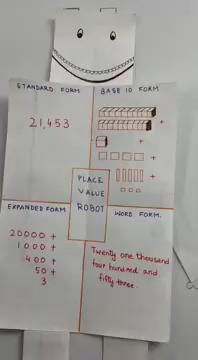 STANDARD FORM
21,453
BASE 10 FORM
+
+
+
+
PLACE
VALUE
ROBOT
EXPANDED FORM
20000 +
1000 +
400 +
50 +
3
WORD FORM.
Twenty one thousand
four hundred and
fifty three.